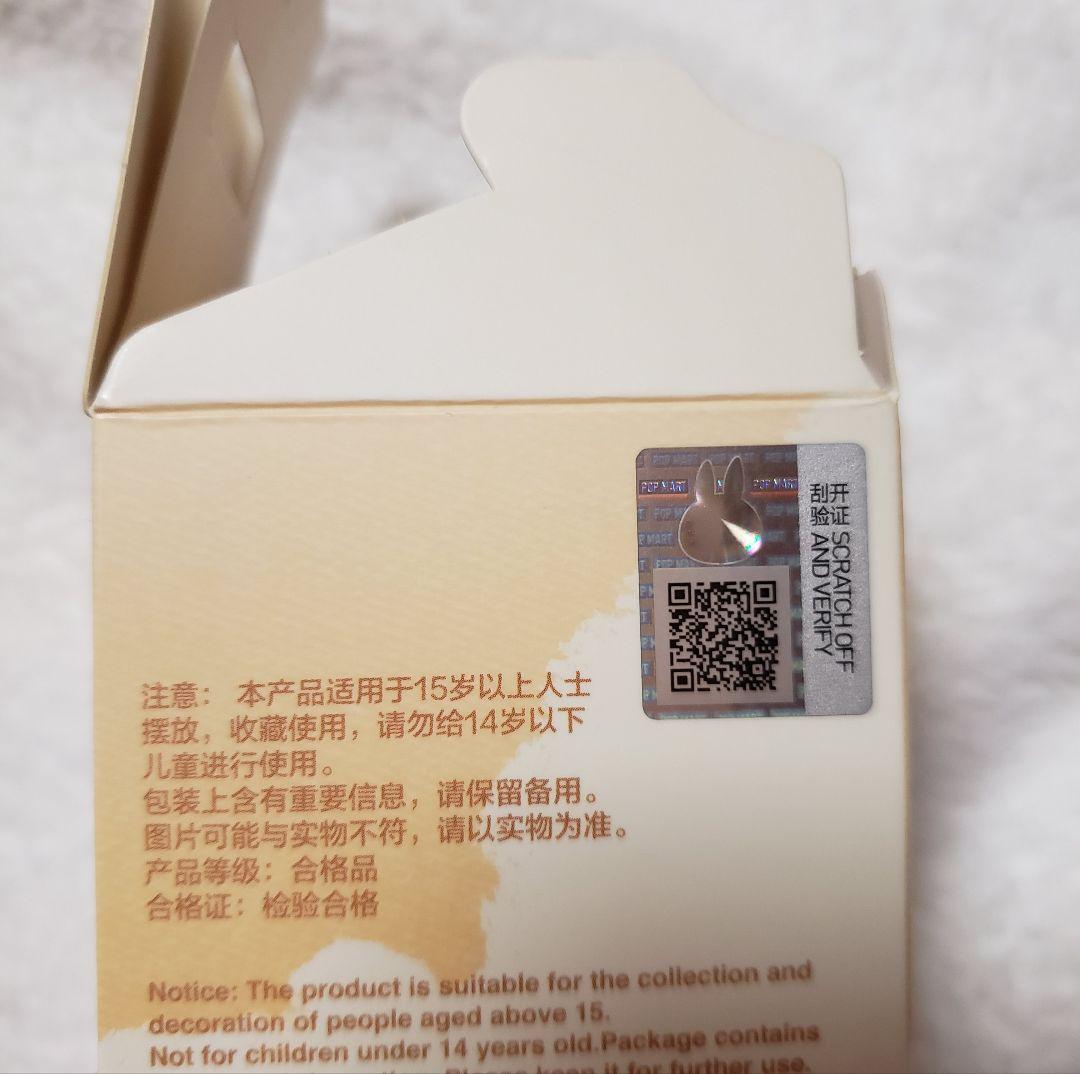 POP MART
POP MART
刮开
验证
SCRATCH OFF
AND VERIFY
注意： 本产品适用于15岁以上人士
摆放，收藏使用，请勿给14岁以下
儿童进行使用。
包装上含有重要信息，请保留备用。
图片可能与实物不符，请以实物为准。
产品等级：合格品
合格证：检验合格
Notice: The product is suitable for the collection and
decoration of people aged above 15.
Not for children under 14 years old.Package contains
Please keep it for further use.